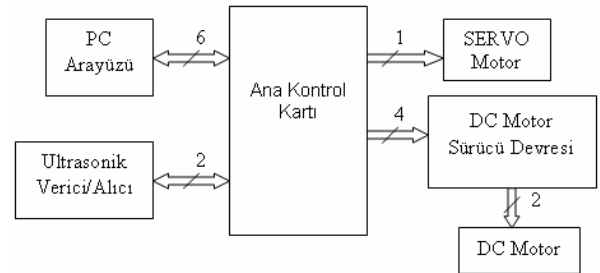 PC
Arayüzü
6
Ultrasonik
Verici/Alıcı
2
Ana Kontrol
Kartı
1
SERVO
Motor
4
DC Motor
Sürücü Devresi
2
DC Motor